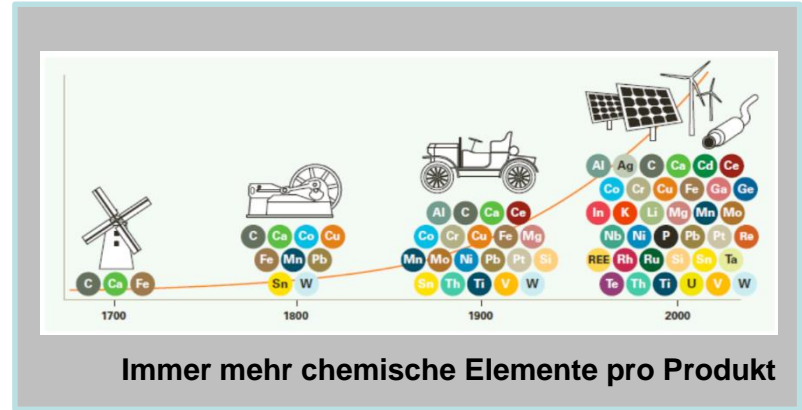 Al Ag C Ca Cd Ce
Co Cr Cu Fe Ga Ge
Al C Ca Ce In K Li Mg Mn Mo
C Ca Co Cu Co Cr Cu Fe Mg Nb Ni P Pb Pt Re
Fe Mn Pb Mn Mo Ni Pb Pt Si REE Rh Ru Si Sn Ta
C Ca Fe Sn W Sn Th Ti V W Te Th Ti U V W
1700 1800 1900 2000
Immer mehr chemische Elemente pro Produkt